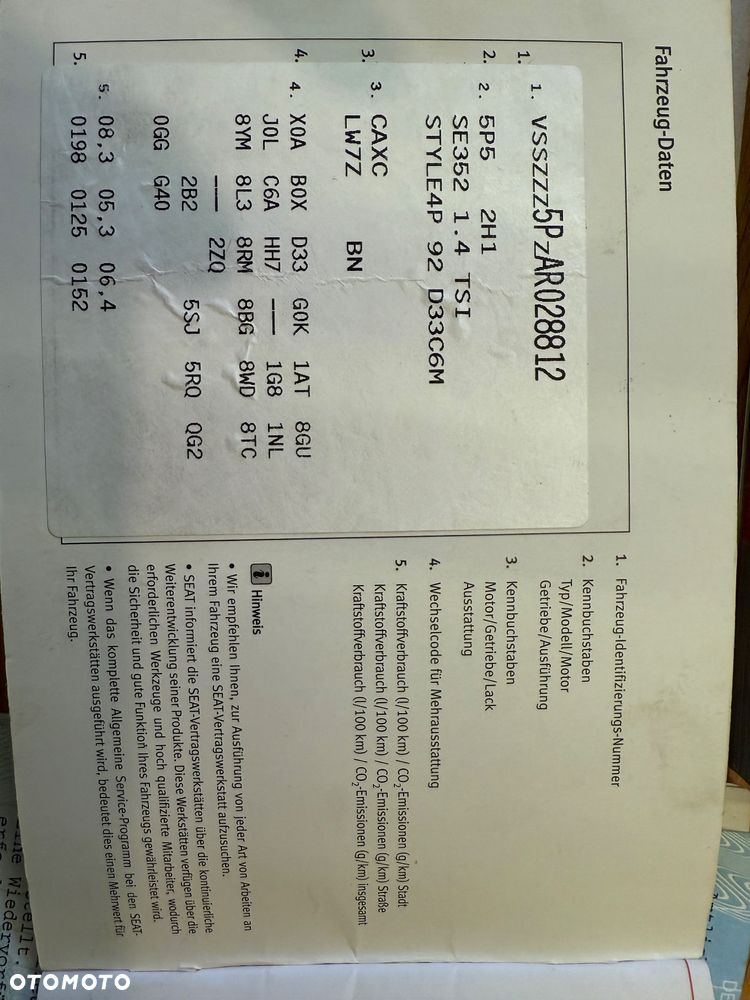 Fahrzeug-Daten
1.
1. VSSZZZ5PZAR028812
2.
2. 5P5 2H1
SE352 1.4 TSI
STYLE4P 92 D33C6M
3.
3. CAXC
LW7Z BN
4.
4. X0A B0X D33 G0K 1AT 8GU
J0L C6A HH7 --- 1G8 1NL
8YM 8L3 8RM 8BG 8WD 8TC
--- 2ZQ
2B2 5SJ 5RQ QG2
0GG G40
5.
5. 08,3 05,3 06,4
0198 0125 0152
1. Fahrzeug-Identifizierungs-Nummer
2. Kennbuchstaben
Typ/Modell/Motor
Getriebe/Ausführung
3. Kennbuchstaben
Motor/Getriebe/Lack
Ausstattung
4. Wechselcode für Mehrausstattung
5. Kraftstoffverbrauch (l/100 km) / CO₂-Emissionen (g/km) Stadt
Kraftstoffverbrauch (l/100 km) / CO₂-Emissionen (g/km) Straße
Kraftstoffverbrauch (l/100 km) / CO₂-Emissionen (g/km) insgesamt
i Hinweis
• Wir empfehlen Ihnen, zur Ausführung von jeder Art von Arbeiten an
Ihrem Fahrzeug eine SEAT-Vertragswerkstatt aufzusuchen.
• SEAT informiert die SEAT-Vertragswerkstätten über die kontinuierliche
Weiterentwicklung seiner Produkte. Diese Werkstätten verfügen über die
erforderlichen Werkzeuge und hoch qualifizierte Mitarbeiter, wodurch
die Sicherheit und gute Funktion Ihres Fahrzeugs gewährleistet wird.
• Wenn das komplette Allgemeine Service-Programm bei den SEAT-
Vertragswerkstätten ausgeführt wird, bedeutet dies einen Mehrwert für
Ihr Fahrzeug.
OTOMOTO